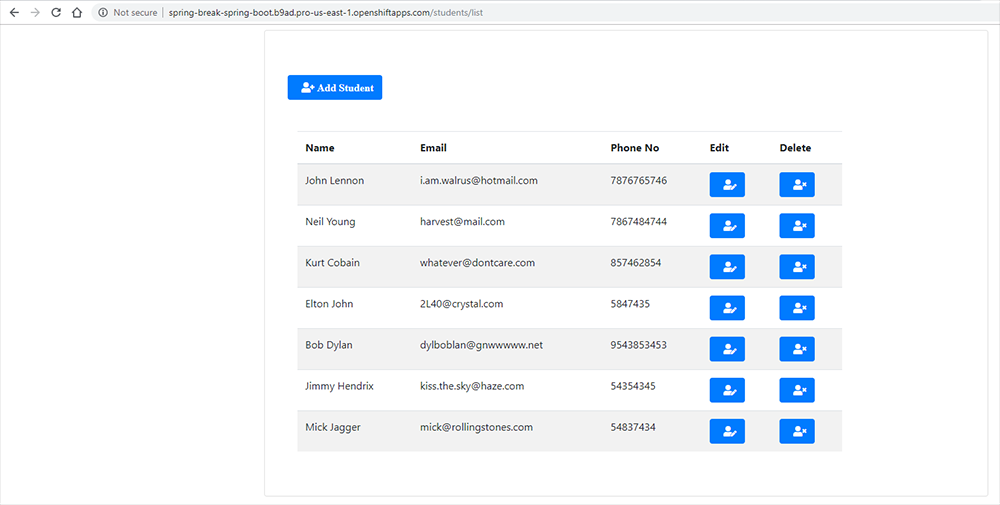 Not secure | spring-break-spring-boot.b9ad.pro-us-east-1.openshiftapps.com/students/list
Add Student
Name Email Phone No Edit Delete
John Lennon i.am.walrus@hotmail.com 7876765746
Neil Young harvest@mail.com 7867484744
Kurt Cobain whatever@dontcare.com 857462854
Elton John 2L40@crystal.com 5847435
Bob Dylan dylboblan@gnwwwww.net 9543853453
Jimmy Hendrix kiss.the.sky@haze.com 54354345
Mick Jagger mick@rollingstones.com 54837434